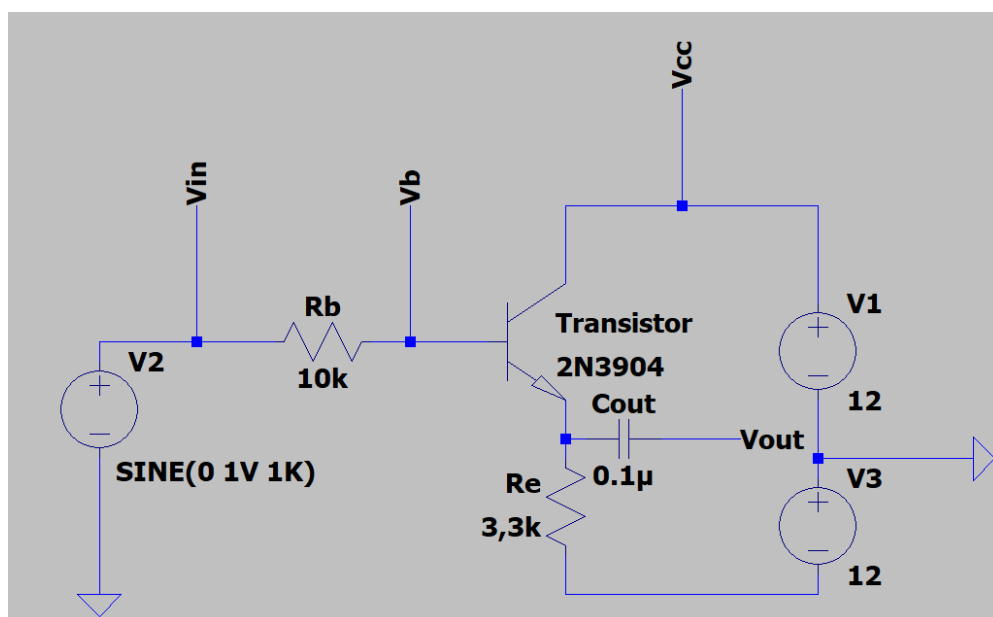 Vcc
Vin
Vb
V1
Rb
Transistor
V2
10k
2N3904
Cout
12
Vout
SINE(0 1V 1K)
0.1µ
V3
Re
3,3k
12